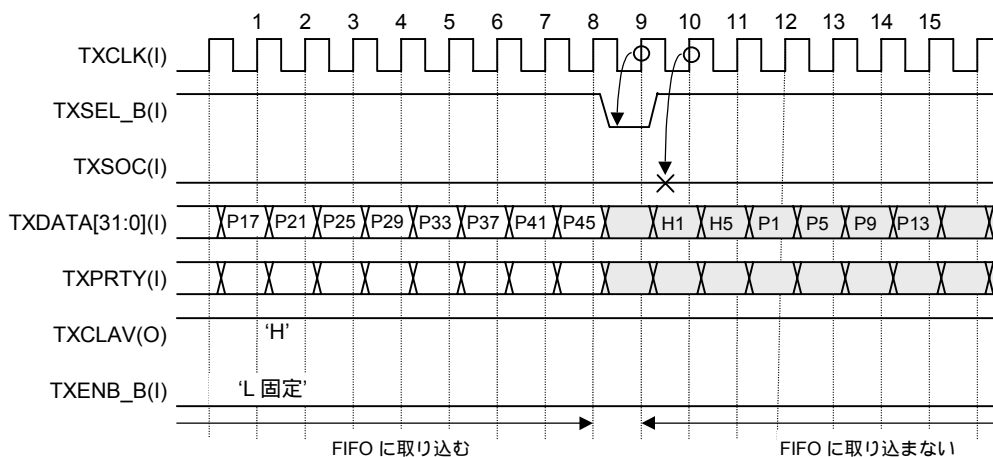 1 2 3 4 5 6 7 8 9 10 11 12 13 14 15
TXCLK(I)
TXSEL_B(I)
TXSOC(I)
TXDATA[31:0](I) P17 P21 P25 P29 P33 P37 P41 P45 H1 H5 P1 P5 P9 P13
TXPRTY(I)
TXCLAV(O) ‘H’
TXENB_B(I) ‘L 固定’
FIFO に取り込む FIFO に取り込まない